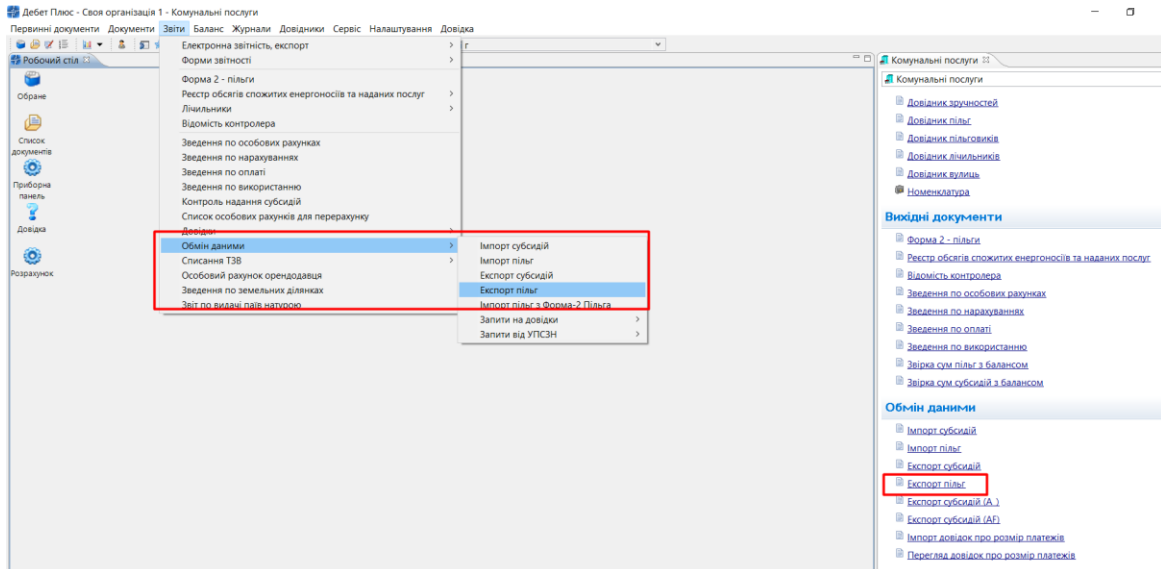 Дебет Плюс - Своя організація 1 - Комунальні послуги
Первинні документи Документи Звіти Баланс Журнали Довідники Сервіс Налаштування Довідка
Робочий стіл
Обране
Список
документів
Приборна
панель
Довідка
Розрахунок
Електронна звітність, експорт
Форми звітності
Форма 2 - пільги
Реєстр обсягів спожитих енергоносіїв та наданих послуг
Лічильники
Відомість контролера
Зведення по особових рахунках
Зведення по нарахуваннях
Зведення по оплаті
Зведення по використанню
Контроль надання субсидій
Список особових рахунків для перерахунку
Довідки
Обмін даними
Списання ТЗВ
Особовий рахунок орендодавця
Зведення по земельних ділянках
Звіт по видачі паїв натурою
г
Імпорт субсидій
Імпорт пільг
Експорт субсидій
Експорт пільг
Імпорт пільг з Форма-2 Пільга
Запити на довідки
Запити від УПСЗН
Комунальні послуги
Комунальні послуги
Довідник зручностей
Довідник пільг
Довідник пільговиків
Довідник лічильників
Довідник вулиць
Номенклатура
Вихідні документи
Форма 2 - пільги
Реєстр обсягів спожитих енергоносіїв та наданих послуг
Відомість контролера
Зведення по особових рахунках
Зведення по нарахуваннях
Зведення по оплаті
Зведення по використанню
Звірка сум пільг з балансом
Звірка сум субсидій з балансом
Обмін даними
Імпорт субсидій
Імпорт пільг
Експорт субсидій
Експорт пільг
Експорт субсидій (А_)
Експорт субсидій (AF)
Імпорт довідок про розмір платежів
Перегляд довідок про розмір платежів